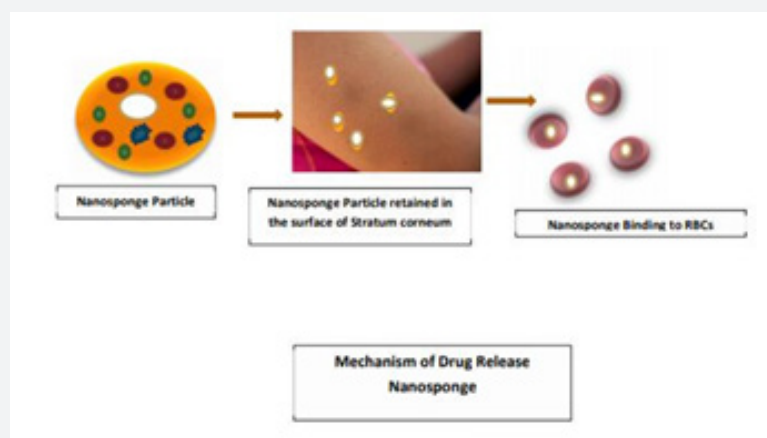 Nanosponge Particle
Nanosponge Particle retained in
the surface of Stratum corneum
Nanosponge Binding to RBCs
Mechanism of Drug Release
Nanosponge